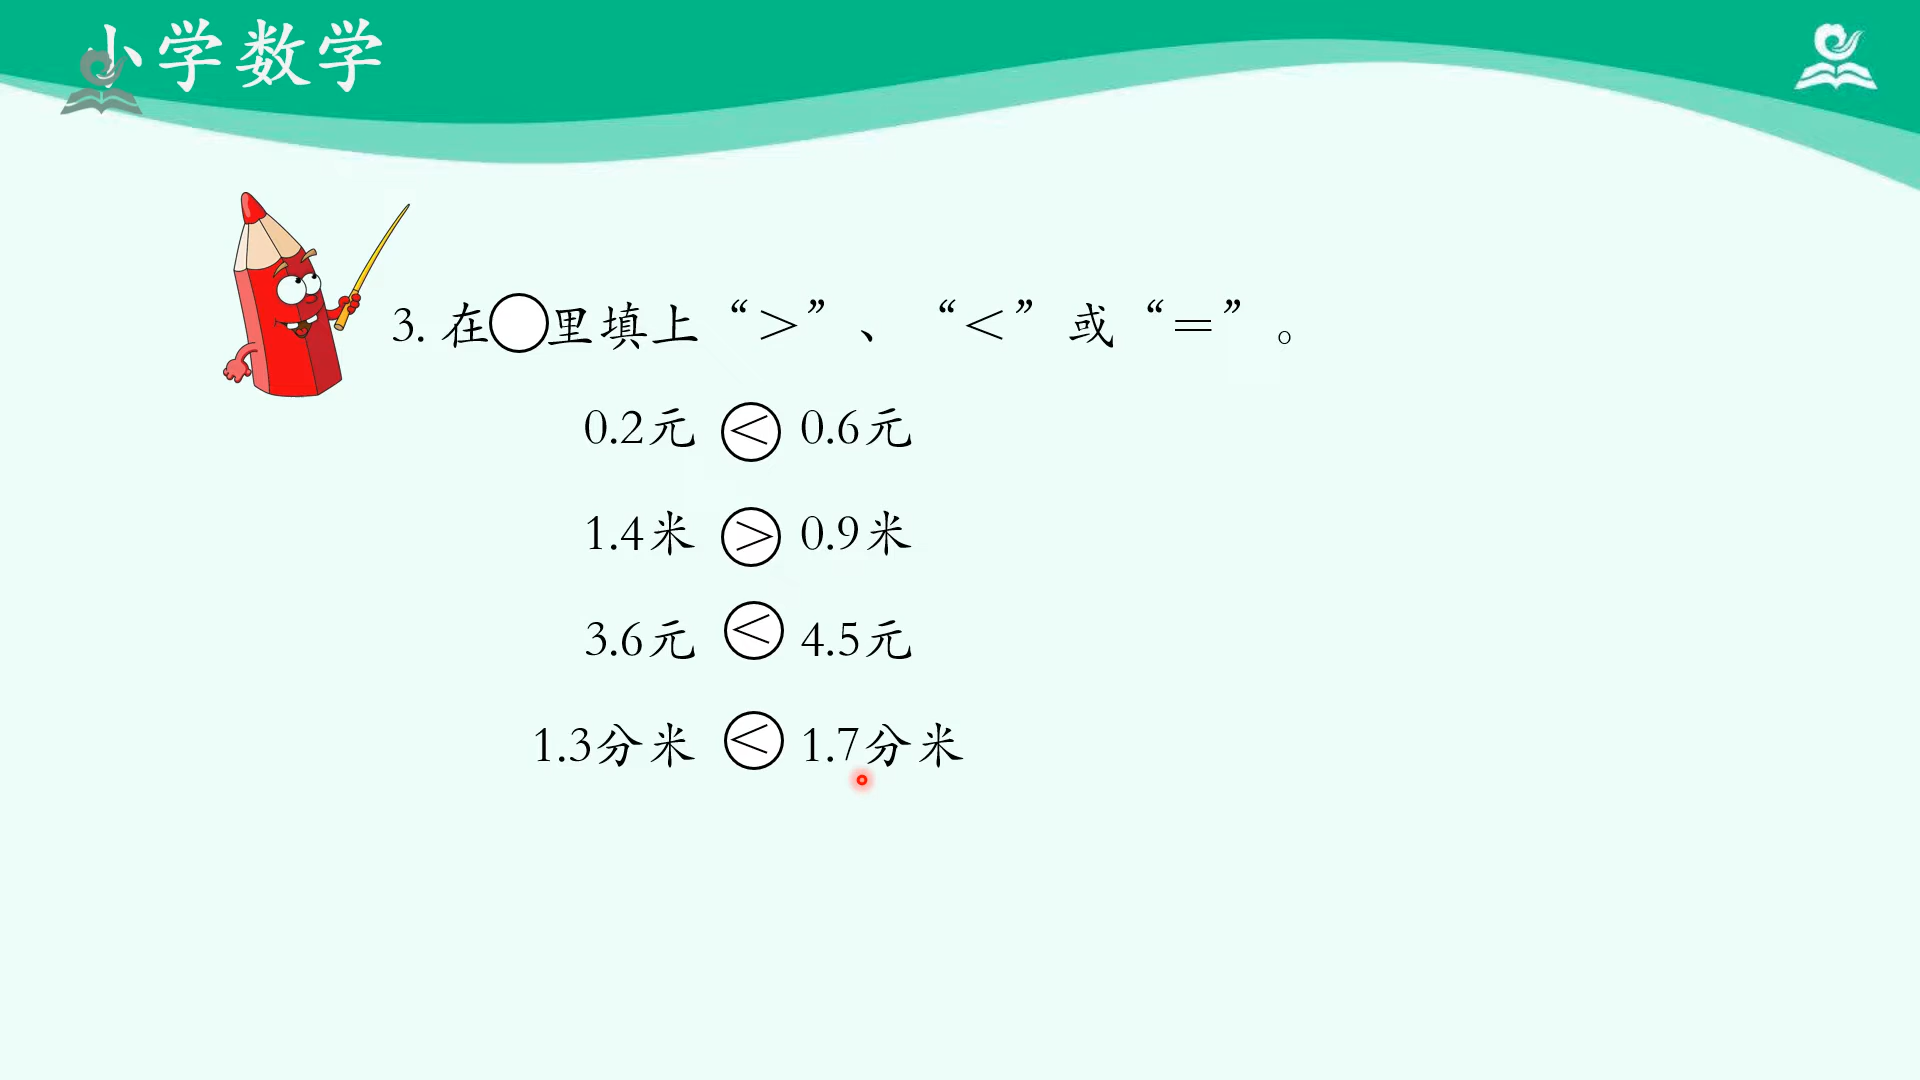 小学数学
3. 在○里填上“＞”、“＜”或“＝”。
0.2元 < 0.6元
1.4米 > 0.9米
3.6元 < 4.5元
1.3分米 < 1.7分米